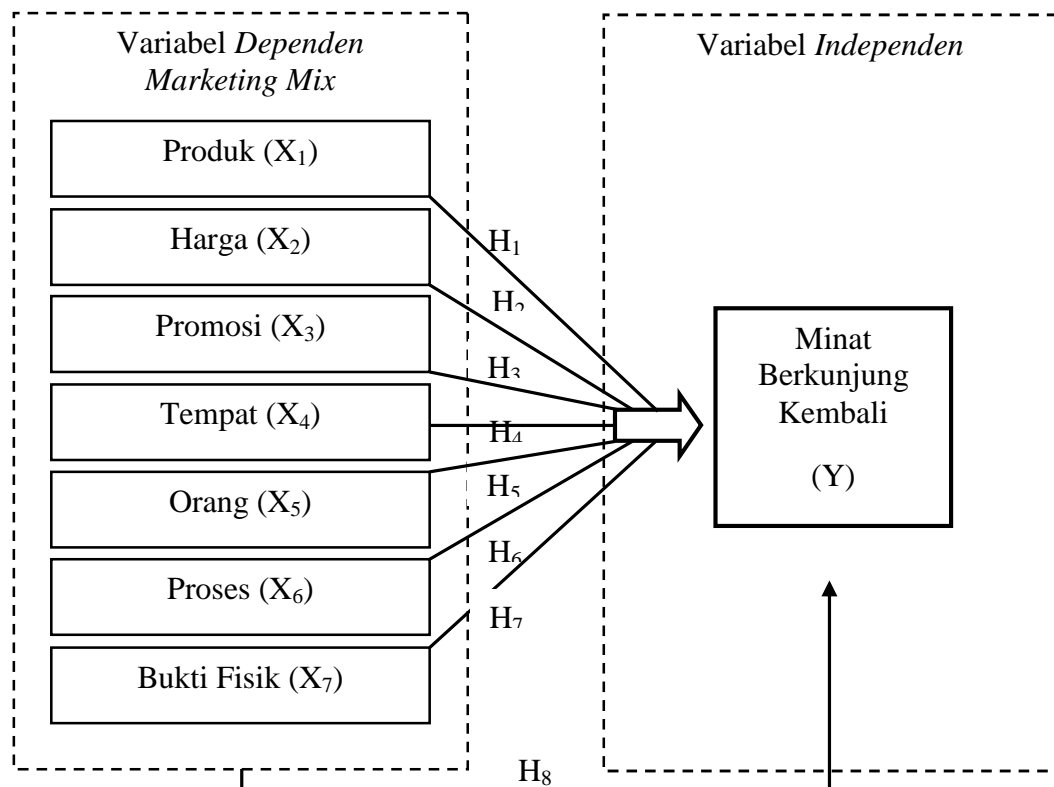 Variabel Dependen
Marketing Mix
Produk (X₁)
Harga (X₂)
Promosi (X₃)
Tempat (X₄)
Orang (X₅)
Proses (X₆)
Bukti Fisik (X₇)
H₁
H₂
H₃
H₄
H₅
H₆
H₇
H₈
Variabel Independen
Minat
Berkunjung
Kembali
(Y)